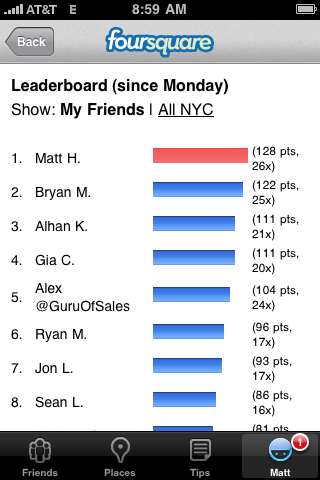 AT&T E 8:59 AM
Back
foursquare
Leaderboard (since Monday)
Show: My Friends | All NYC
1. Matt H. (128 pts,
26x)
2. Bryan M. (122 pts,
25x)
3. Alhan K. (111 pts,
21x)
4. Gia C. (111 pts,
20x)
5. Alex
@GuruOfSales (104 pts,
24x)
6. Ryan M. (96 pts,
17x)
7. Jon L. (93 pts,
17x)
8. Sean L. (86 pts,
16x)
(81 pts,
1
Friends Places Tips Matt